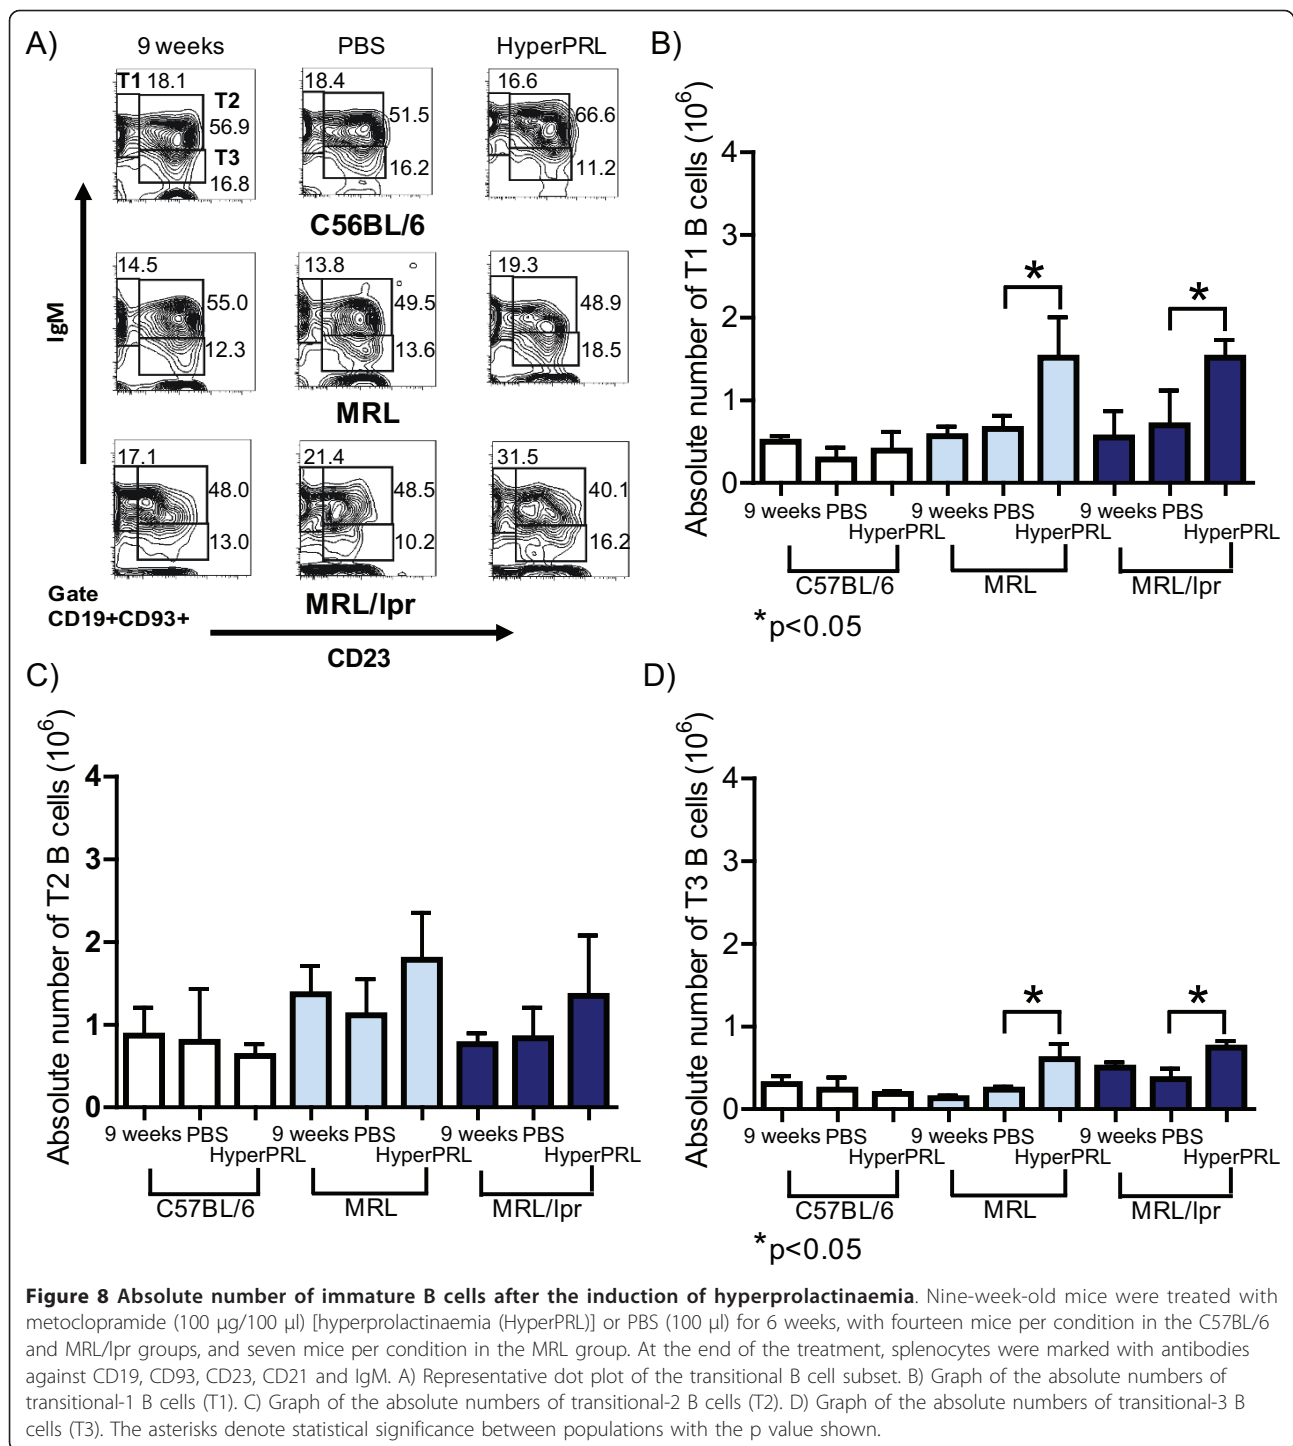 A)
9 weeks PBS HyperPRL
T1 18.1
T2
56.9
T3
16.8
18.4
51.5
16.2
16.6
66.6
11.2
C56BL/6
14.5
55.0
12.3
13.8
49.5
13.6
19.3
48.9
18.5
MRL
17.1
48.0
13.0
21.4
48.5
10.2
31.5
40.1
16.2
MRL/lpr
IgM
Gate
CD19+CD93+
CD23
B)
Absolute number of T1 B cells (10⁶)
4
3
2
1
0
* *
9 weeks PBS 9 weeks PBS 9 weeks PBS
HyperPRL HyperPRL HyperPRL
C57BL/6 MRL MRL/lpr
*p<0.05
C)
Absolute number of T2 B cells (10⁶)
4
3
2
1
0
9 weeks PBS 9 weeks PBS 9 weeks PBS
HyperPRL HyperPRL HyperPRL
C57BL/6 MRL MRL/lpr
D)
Absolute number of T3 B cells (10⁶)
4
3
2
1
0
* *
9 weeks PBS 9 weeks PBS 9 weeks PBS
HyperPRL HyperPRL HyperPRL
C57BL/6 MRL MRL/lpr
*p<0.05
Figure 8 Absolute number of immature B cells after the induction of hyperprolactinaemia. Nine-week-old mice were treated with
metoclopramide (100 μg/100 μl) [hyperprolactinaemia (HyperPRL)] or PBS (100 μl) for 6 weeks, with fourteen mice per condition in the C57BL/6
and MRL/lpr groups, and seven mice per condition in the MRL group. At the end of the treatment, splenocytes were marked with antibodies
against CD19, CD93, CD23, CD21 and IgM. A) Representative dot plot of the transitional B cell subset. B) Graph of the absolute numbers of
transitional-1 B cells (T1). C) Graph of the absolute numbers of transitional-2 B cells (T2). D) Graph of the absolute numbers of transitional-3 B
cells (T3). The asterisks denote statistical significance between populations with the p value shown.